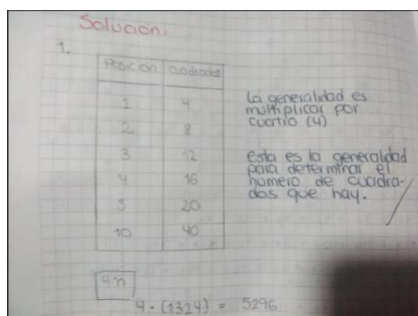 Solución:
1.
Posición cuadrados
1 4
2 8
3 12
4 16
5 20
10 40
La generalidad es
multiplicar por
cuatro (4)
esta es la generalidad
para determinar el
número de cuadra-
dos que hay.
4n
4 · (1324) = 5296